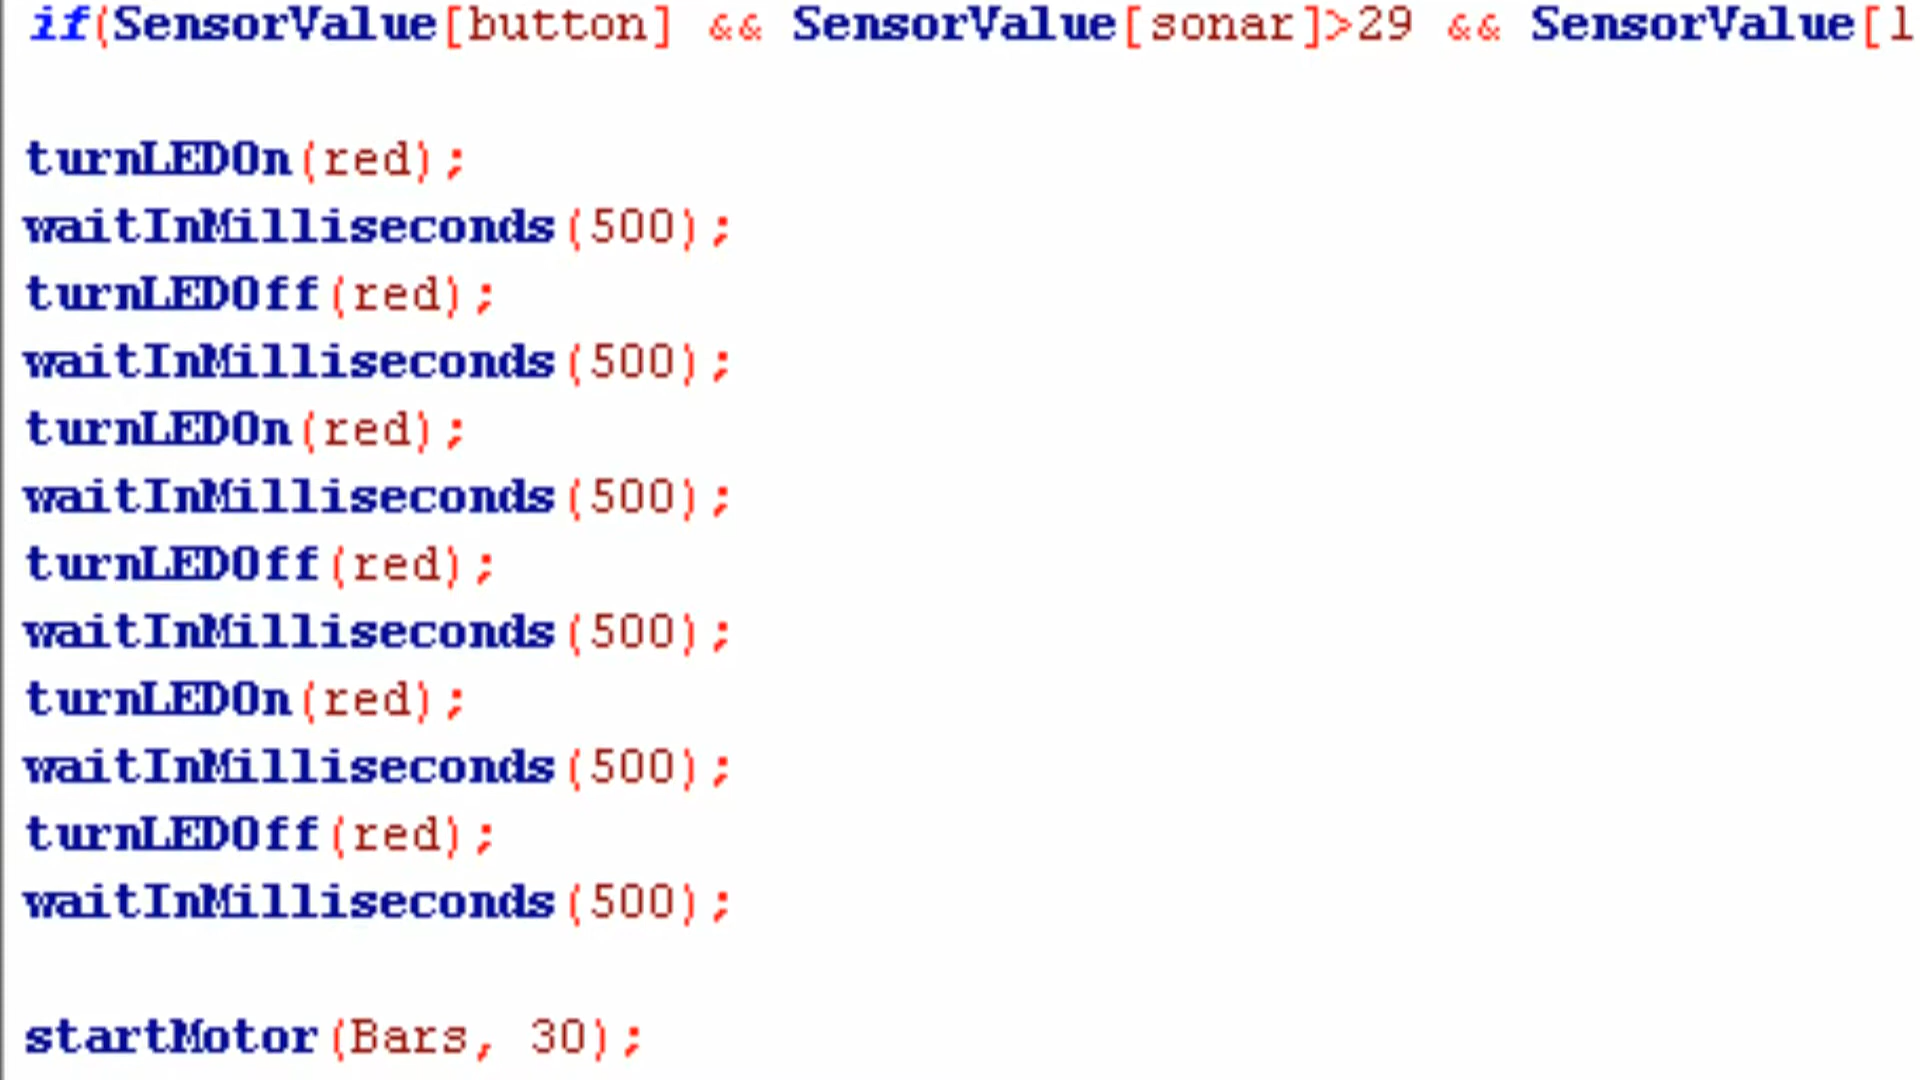 if(SensorValue[button] && SensorValue[sonar]>29 && SensorValue[l
turnLEDOn(red);
waitInMilliseconds(500);
turnLEDOff(red);
waitInMilliseconds(500);
turnLEDOn(red);
waitInMilliseconds(500);
turnLEDOff(red);
waitInMilliseconds(500);
turnLEDOn(red);
waitInMilliseconds(500);
turnLEDOff(red);
waitInMilliseconds(500);
startMotor(Bars, 30);